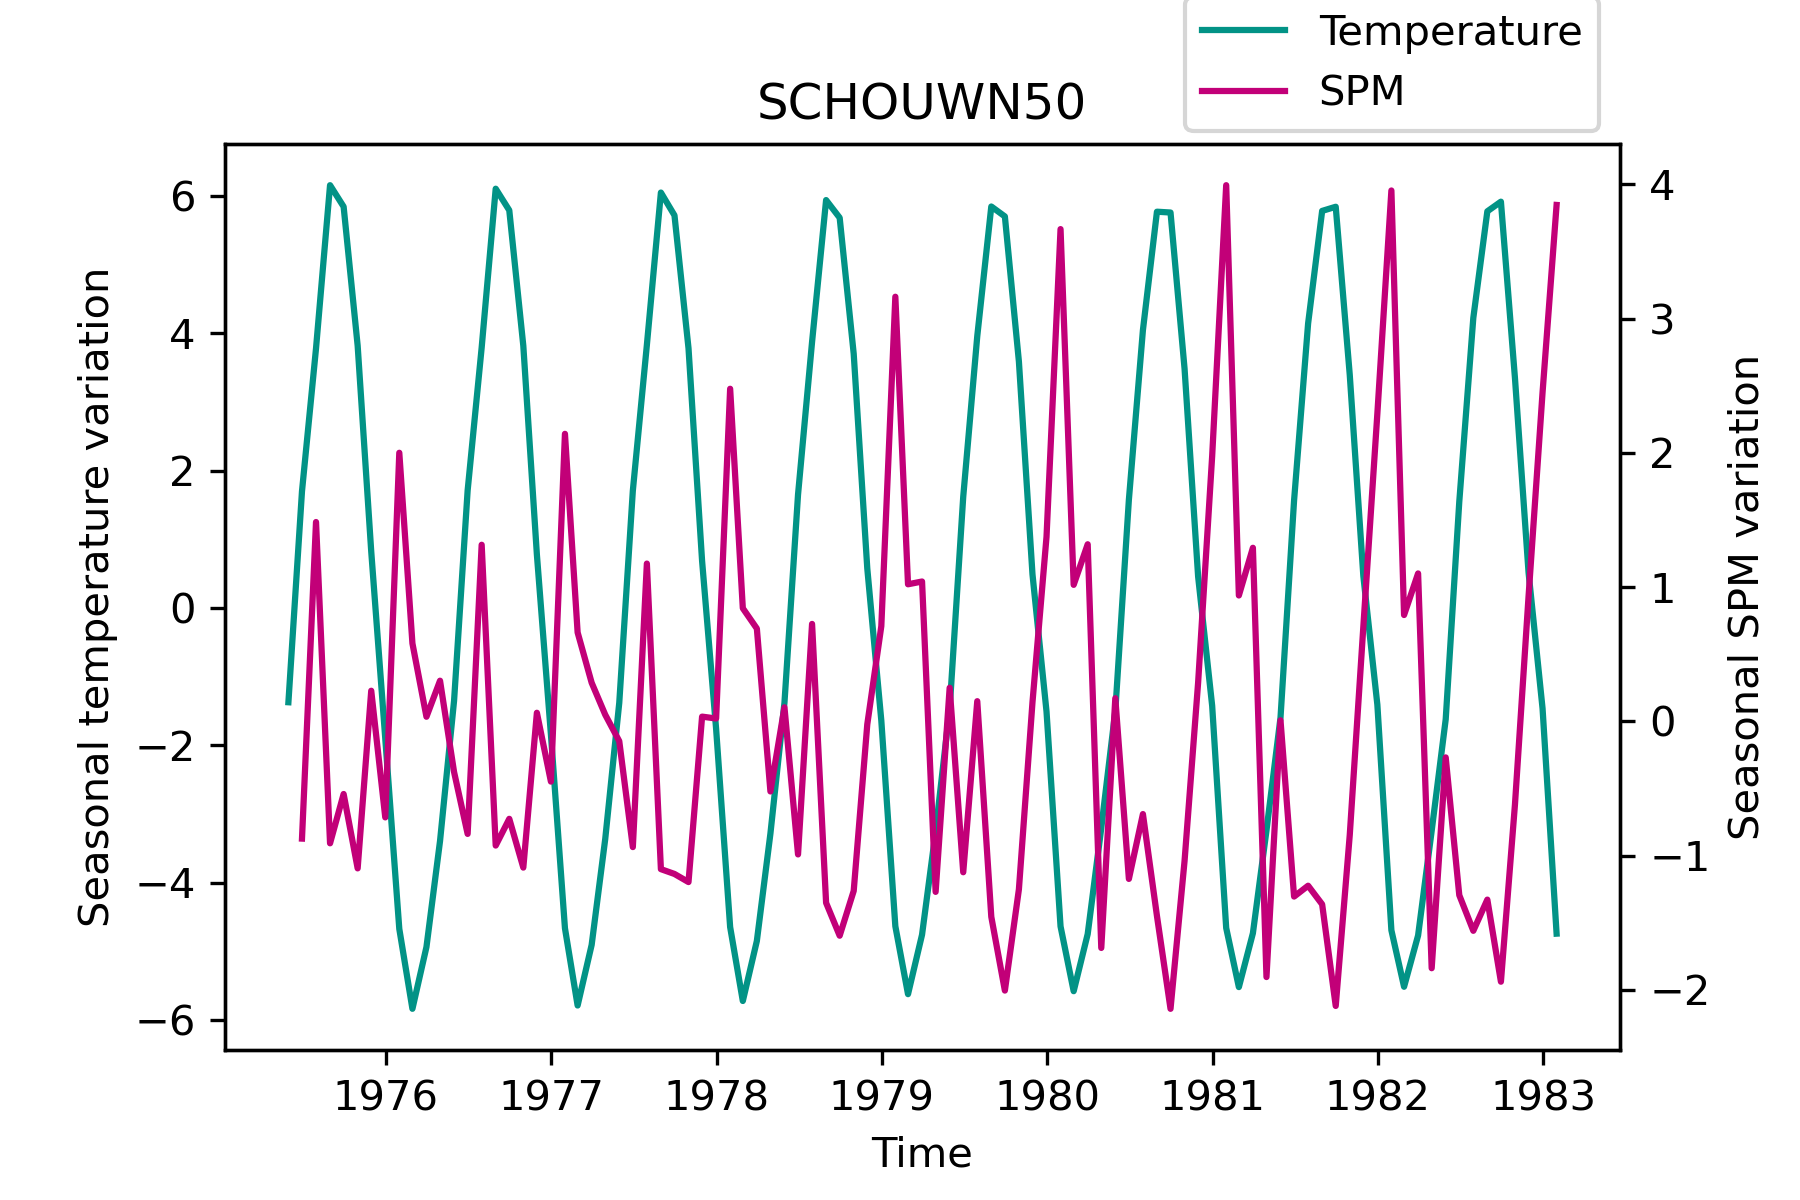 Temperature
SPM
SCHOUWN50
Seasonal temperature variation
6
4
2
0
−2
−4
−6
4
3
2
1
0
−1
−2
Seasonal SPM variation
1976 1977 1978 1979 1980 1981 1982 1983
Time